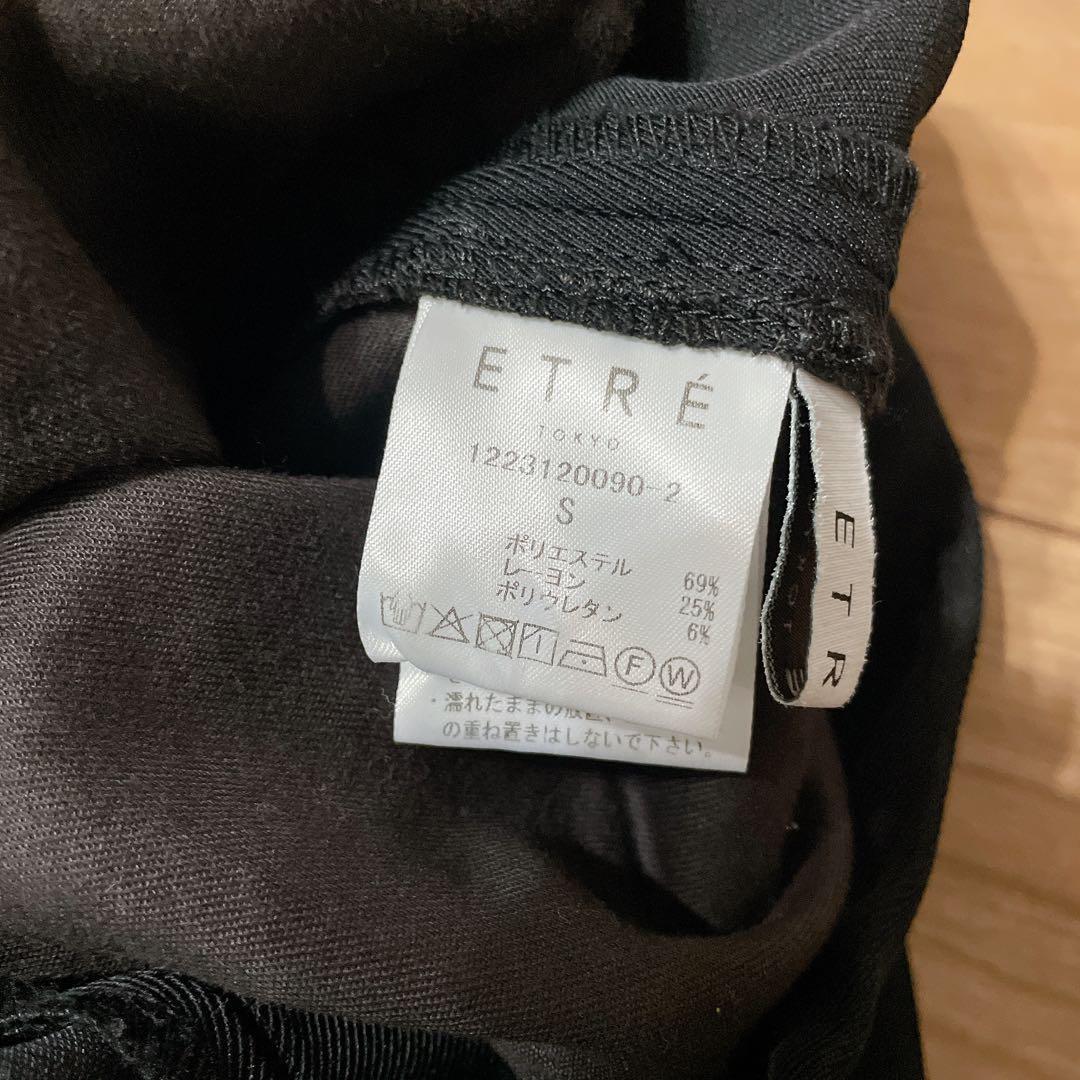 ETRÉ
TOKYO
1223120090-2
S
ポリエステル 69%
レーヨン 25%
ポリウレタン 6%
F W
・濡れたままの放置、
の重ね置きはしないで下さい。
ETR